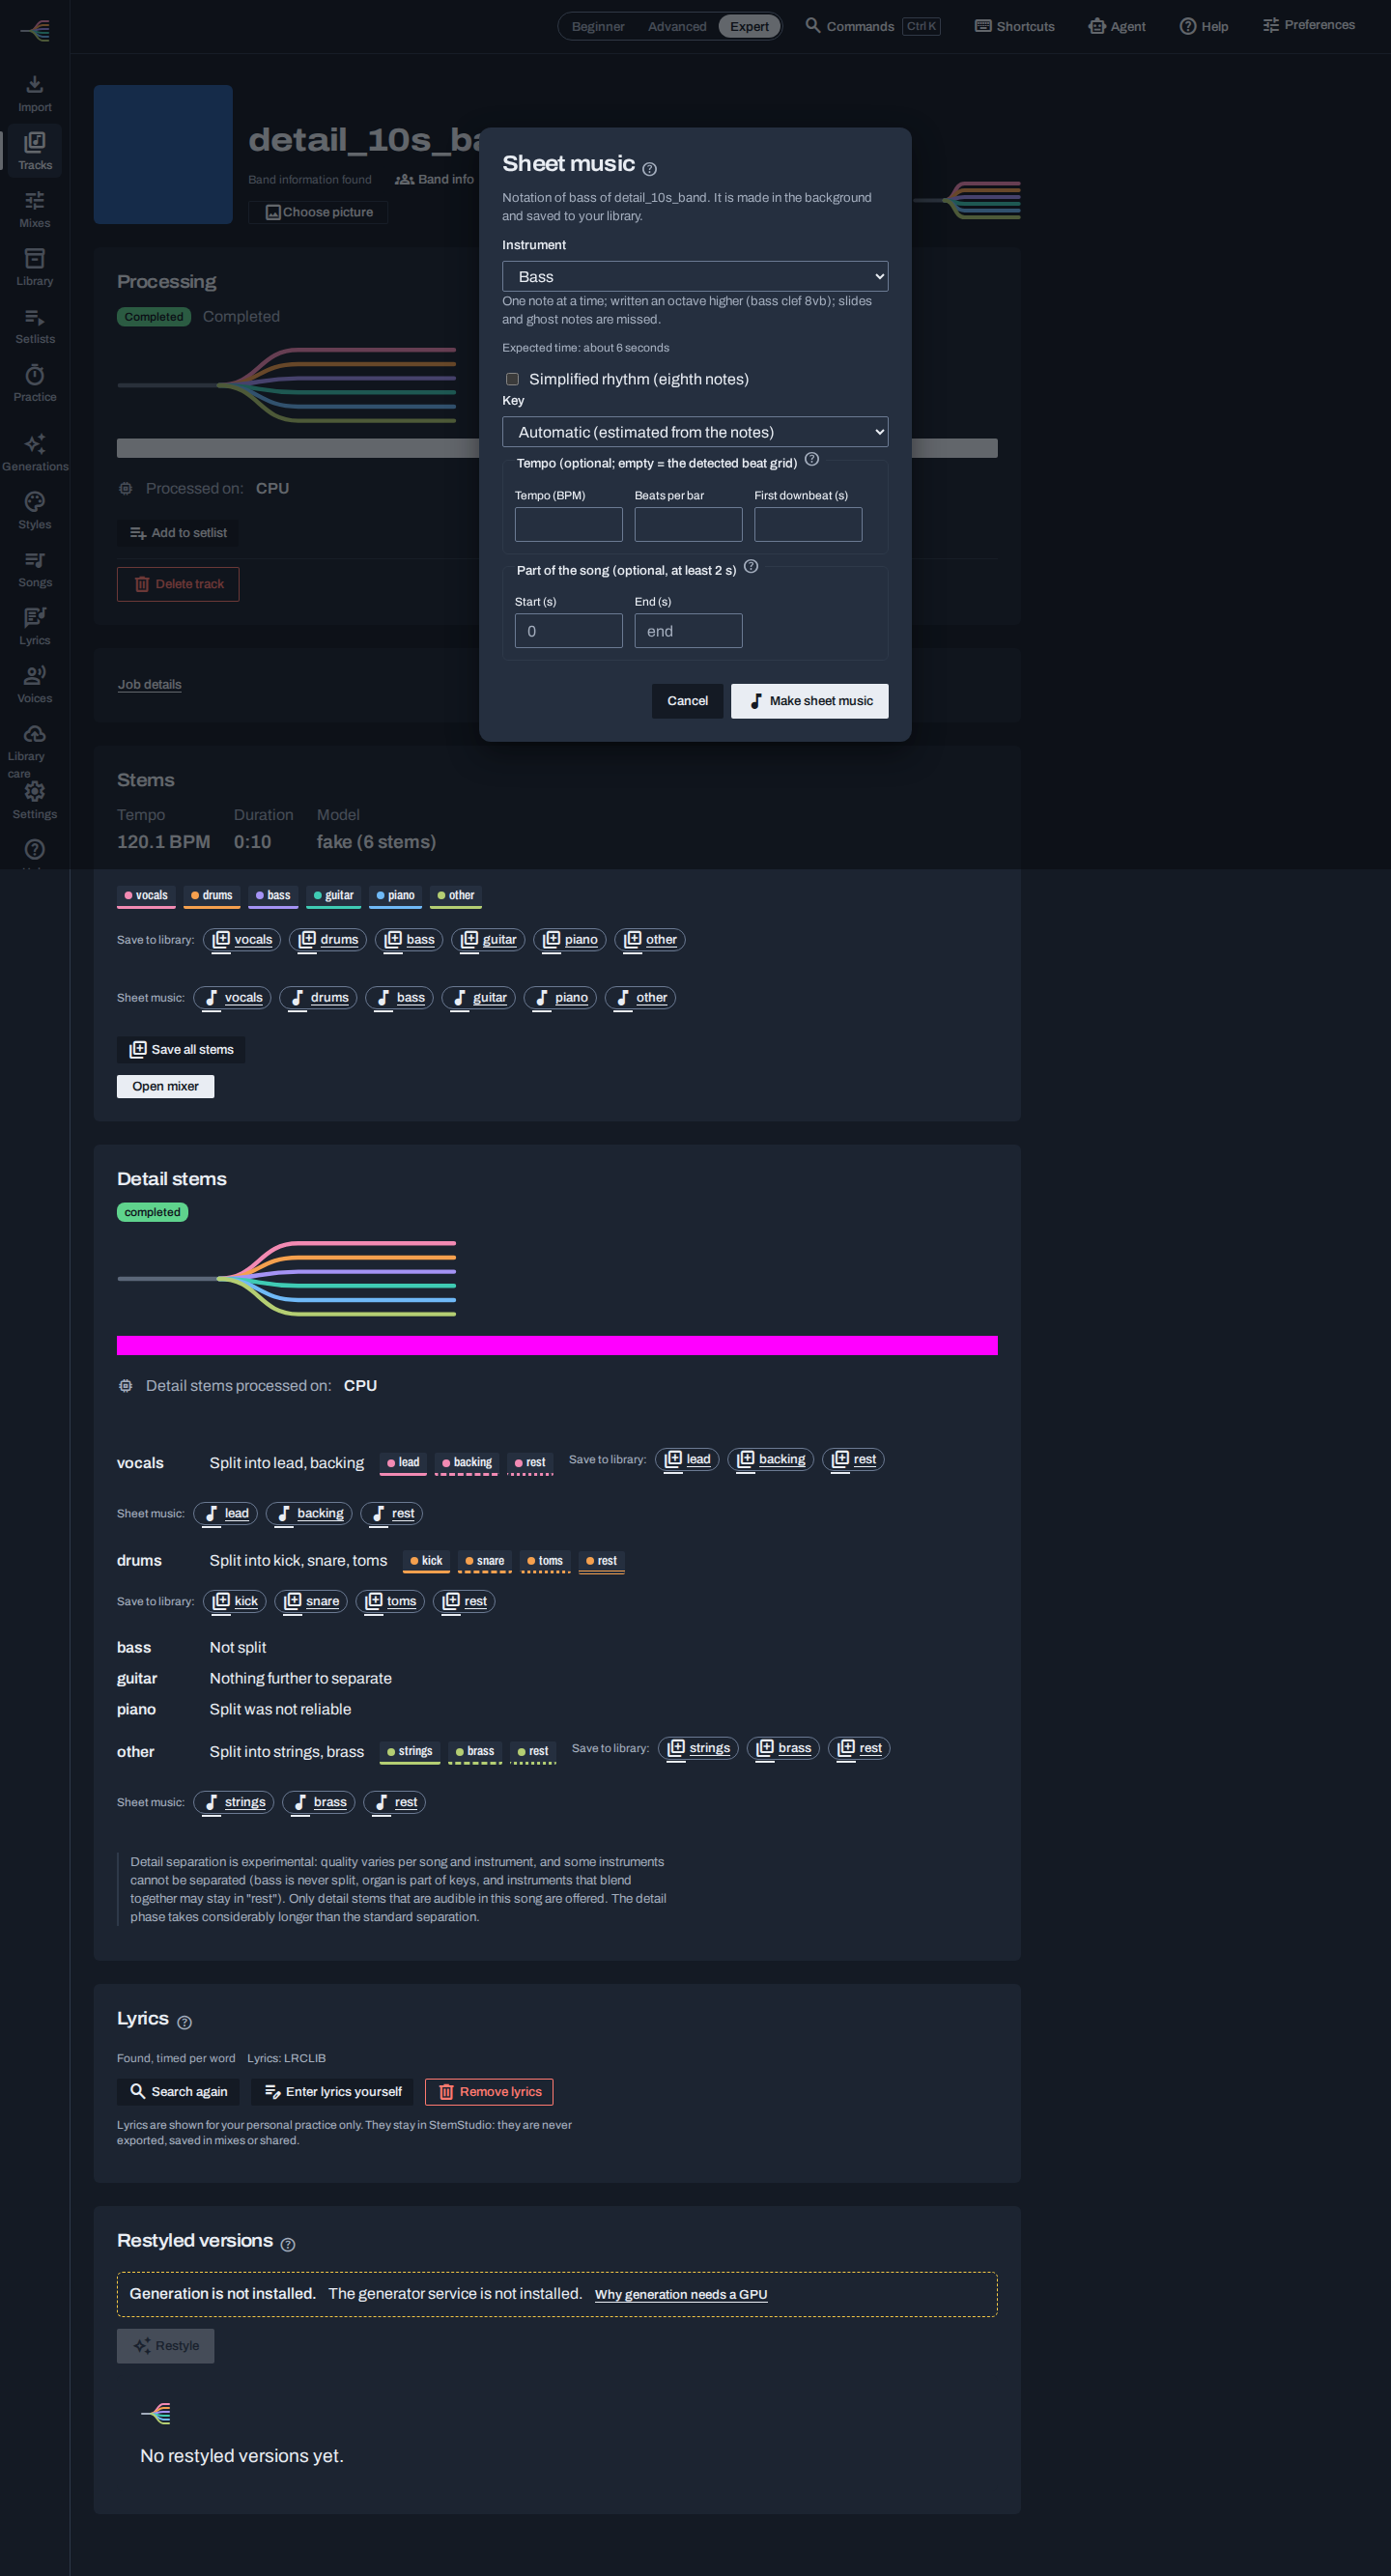 Beginner Advanced Expert Commands Ctrl K Shortcuts Agent Help Preferences
Import
Tracks
Mixes
Library
Setlists
Practice
Generations
Styles
Songs
Lyrics
Voices
Library
care
Settings
detail_10s_ba
Band information found Band info
Choose picture
Processing
Completed Completed
Processed on: CPU
Add to setlist
Delete track
Job details
Sheet music
Notation of bass of detail_10s_band. It is made in the background
and saved to your library.
Instrument
Bass
One note at a time; written an octave higher (bass clef 8vb); slides
and ghost notes are missed.
Expected time: about 6 seconds
Simplified rhythm (eighth notes)
Key
Automatic (estimated from the notes)
Tempo (optional; empty = the detected beat grid)
Tempo (BPM) Beats per bar First downbeat (s)
Part of the song (optional, at least 2 s)
Start (s) End (s)
0 end
Cancel Make sheet music
Stems
Tempo Duration Model
120.1 BPM 0:10 fake (6 stems)
vocals drums bass guitar piano other
Save to library: vocals drums bass guitar piano other
Sheet music: vocals drums bass guitar piano other
Save all stems
Open mixer
Detail stems
completed
Detail stems processed on: CPU
vocals Split into lead, backing lead backing rest Save to library: lead backing rest
Sheet music: lead backing rest
drums Split into kick, snare, toms kick snare toms rest
Save to library: kick snare toms rest
bass Not split
guitar Nothing further to separate
piano Split was not reliable
other Split into strings, brass strings brass rest Save to library: strings brass rest
Sheet music: strings brass rest
Detail separation is experimental: quality varies per song and instrument, and some instruments
cannot be separated (bass is never split, organ is part of keys, and instruments that blend
together may stay in "rest"). Only detail stems that are audible in this song are offered. The detail
phase takes considerably longer than the standard separation.
Lyrics
Found, timed per word Lyrics: LRCLIB
Search again Enter lyrics yourself Remove lyrics
Lyrics are shown for your personal practice only. They stay in StemStudio: they are never
exported, saved in mixes or shared.
Restyled versions
Generation is not installed. The generator service is not installed. Why generation needs a GPU
Restyle
No restyled versions yet.